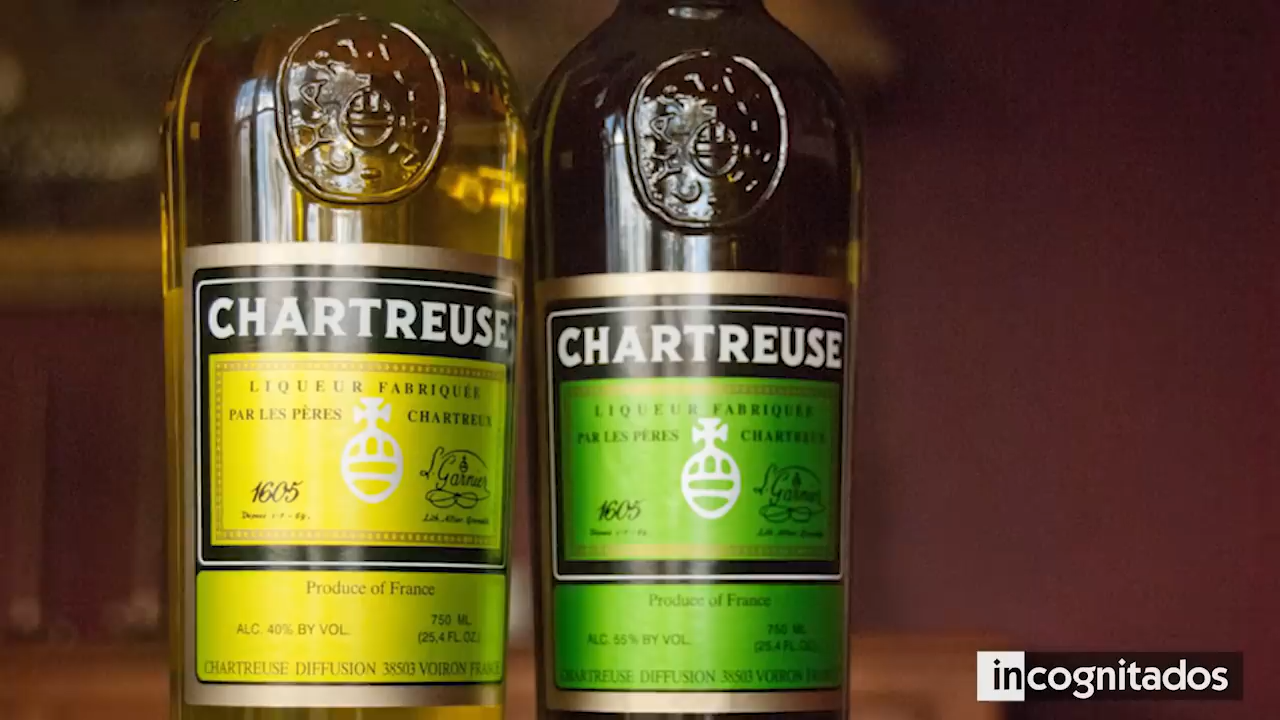 CHARTREUSE
LIQUEUR FABRIQUÉE
PAR LES PÈRES CHARTREUX
1605
L. Garnier
Produce of France
ALC. 40% BY VOL.
750 ML
(25,4 FL.OZ.)
CHARTREUSE DIFFUSION 38503 VOIRON FRANCE
CHARTREUSE
LIQUEUR FABRIQUÉE
PAR LES PÈRES CHARTREUX
1605
L. Garnier
Produce of France
ALC. 55% BY VOL.
750 ML
(25,4 FL.OZ.)
CHARTREUSE DIFFUSION 38503 VOIRON
incognitados